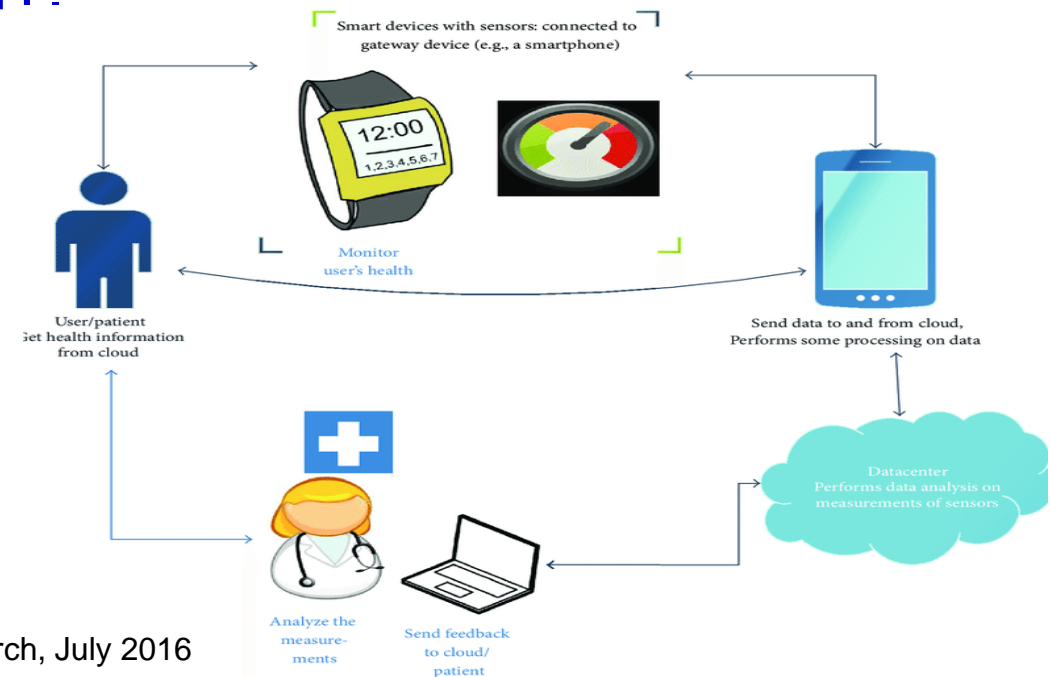 Smart devices with sensors: connected to
gateway device (e.g., a smartphone)
12:00
1,2,3,4,5,6,7
Monitor
user's health
User/patient
Get health information
from cloud
Send data to and from cloud,
Performs some processing on data
Datacenter
Performs data analysis on
measurements of sensors
Analyze the
measure-
ments
Send feedback
to cloud/
patient
rch, July 2016